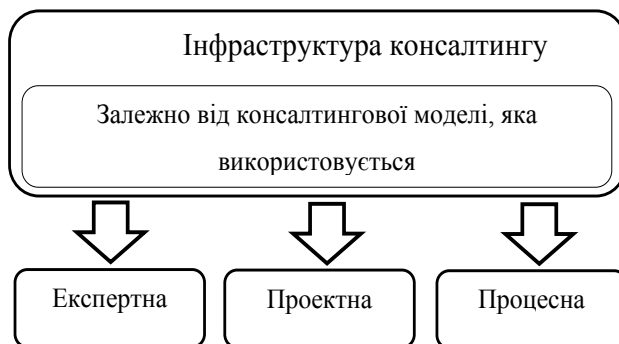 Інфраструктура консалтингу
Залежно від консалтингової моделі, яка
використовується
Експертна
Проектна
Процесна